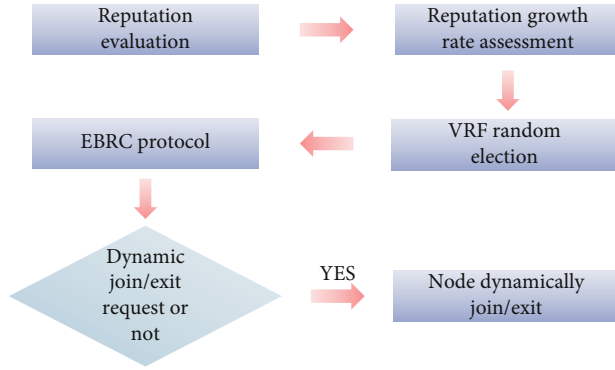 Reputation
evaluation
Reputation growth
rate assessment
VRF random
election
EBRC protocol
Dynamic
join/exit
request or
not
YES
Node dynamically
join/exit